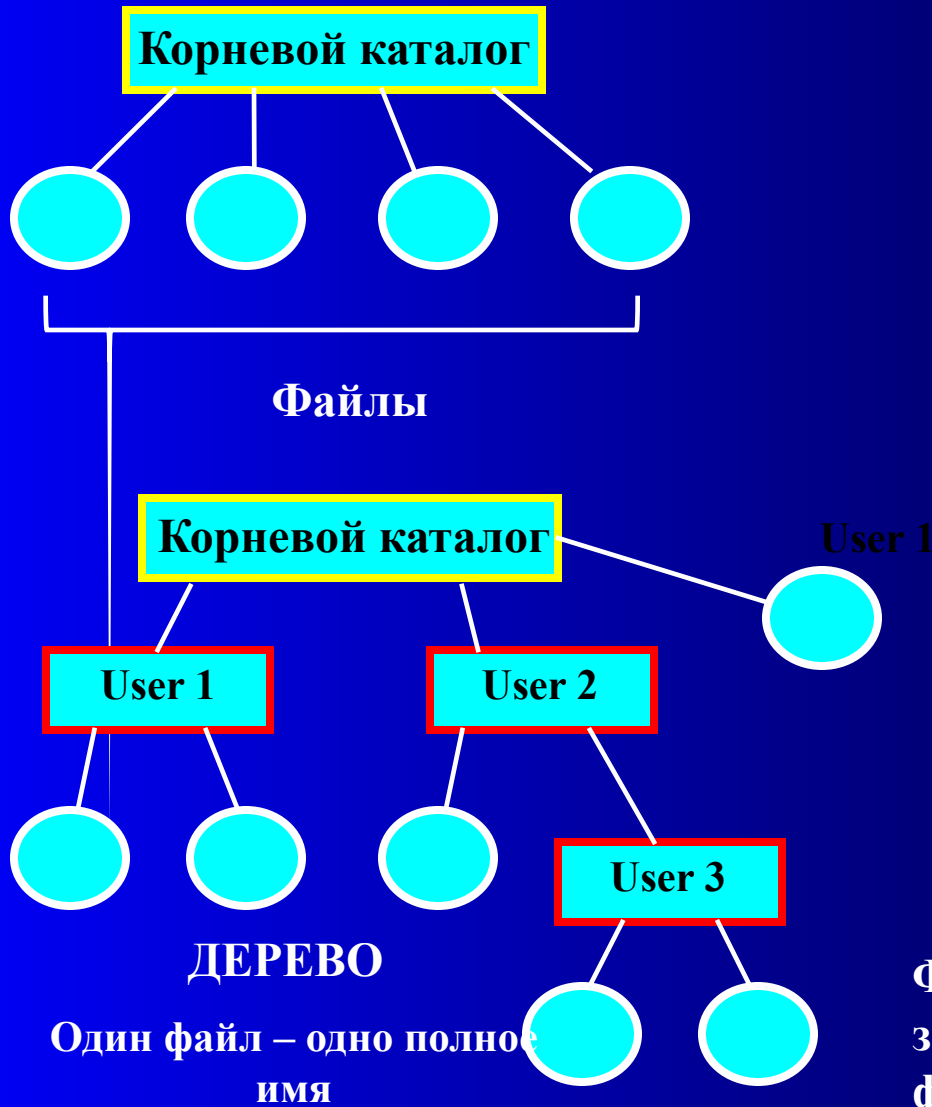 Корневой каталог
Файлы
Корневой каталог
User 1
User 1
User 2
User 3
ДЕРЕВО
Один файл – одно полное
имя